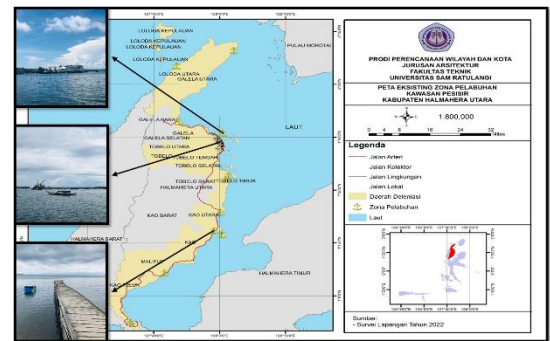 LOLODA KEPULAUAN
LOLODA KEPULAUAN
LOLODA KEPULAUAN
LOLODA KEPULAUAN
PULAU MOROTAI
LOLODA UTARA
GALELA UTARA
GALELA BARAT
LAUT
GALELA
GALELA SELATAN
TOBELO UTARA
TOBELO
TOBELO TENGAH
TOBELO SELATAN
TOBELO BARAT
TOBELO TIMUR
HALMAHERA UTARA
KAO BARAT
KAO UTARA
HALMAHERA BARAT
KAO
MALIFUT
KAO TELUK
HALMAHERA TIMUR
PRODI PERENCANAAN WILAYAH DAN KOTA
JURUSAN ARSITEKTUR
FAKULTAS TEKNIK
UNIVERSITAS SAM RATULANGI
PETA EKSISTING ZONA PELABUHAN
KAWASAN PESISIR
KABUPATEN HALMAHERA UTARA
1:800,000
Miles
Legenda
Jalan Arteri
Jalan Kolektor
Jalan Lingkungan
Jalan Lokal
Daerah Deleniasi
Zona Pelabuhan
Laut
Sumber:
- Survei Lapangan Tahun 2022